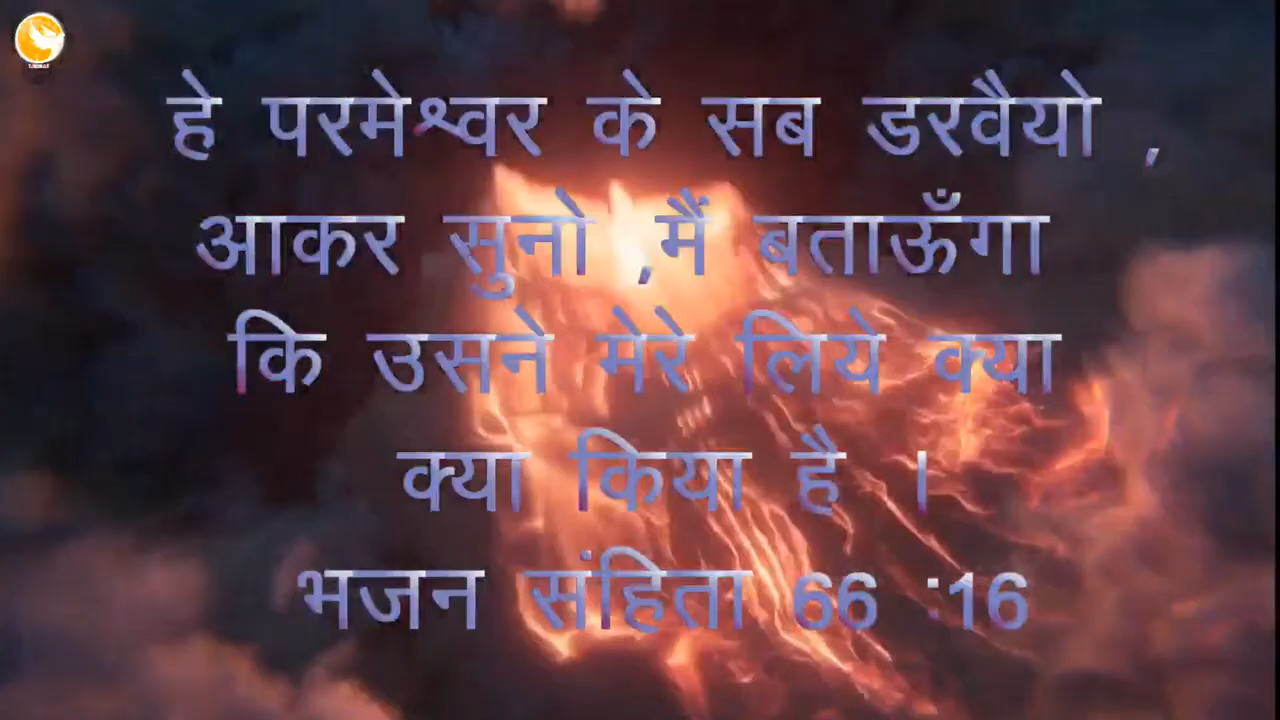 हे परमेश्वर के सब डरवैयो ,
आकर सुनो ,मैं बताऊँगा
कि उसने मेरे लिये क्या
क्या किया है ।
भजन संहिता 66 :16